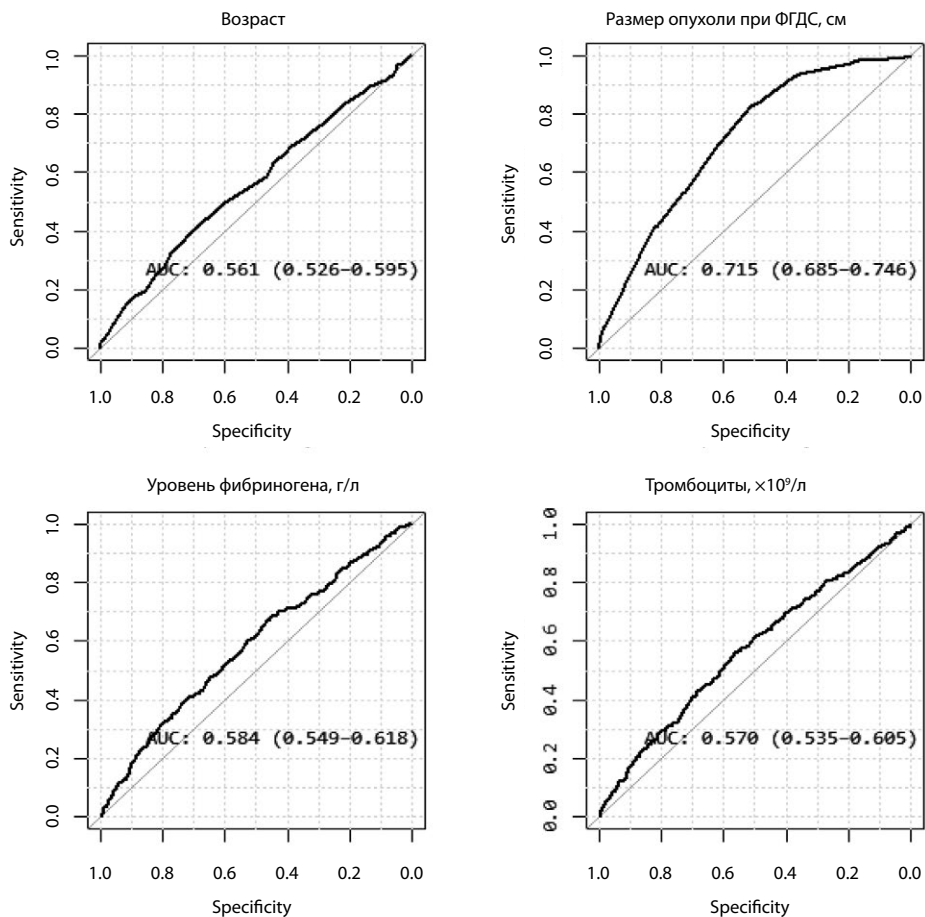 Возраст
1.0
0.8
0.6
0.4
0.2
0.0
Sensitivity
AUC: 0.561 (0.526–0.595)
1.0 0.8 0.6 0.4 0.2 0.0
Specificity
Размер опухоли при ФГДС, см
1.0
0.8
0.6
0.4
0.2
0.0
Sensitivity
AUC: 0.715 (0.685–0.746)
1.0 0.8 0.6 0.4 0.2 0.0
Specificity
Уровень фибриногена, г/л
1.0
0.8
0.6
0.4
0.2
0.0
Sensitivity
AUC: 0.584 (0.549–0.618)
1.0 0.8 0.6 0.4 0.2 0.0
Specificity
Тромбоциты, ×10⁹/л
1.0
0.8
0.6
0.4
0.2
0.0
Sensitivity
AUC: 0.570 (0.535–0.605)
1.0 0.8 0.6 0.4 0.2 0.0
Specificity